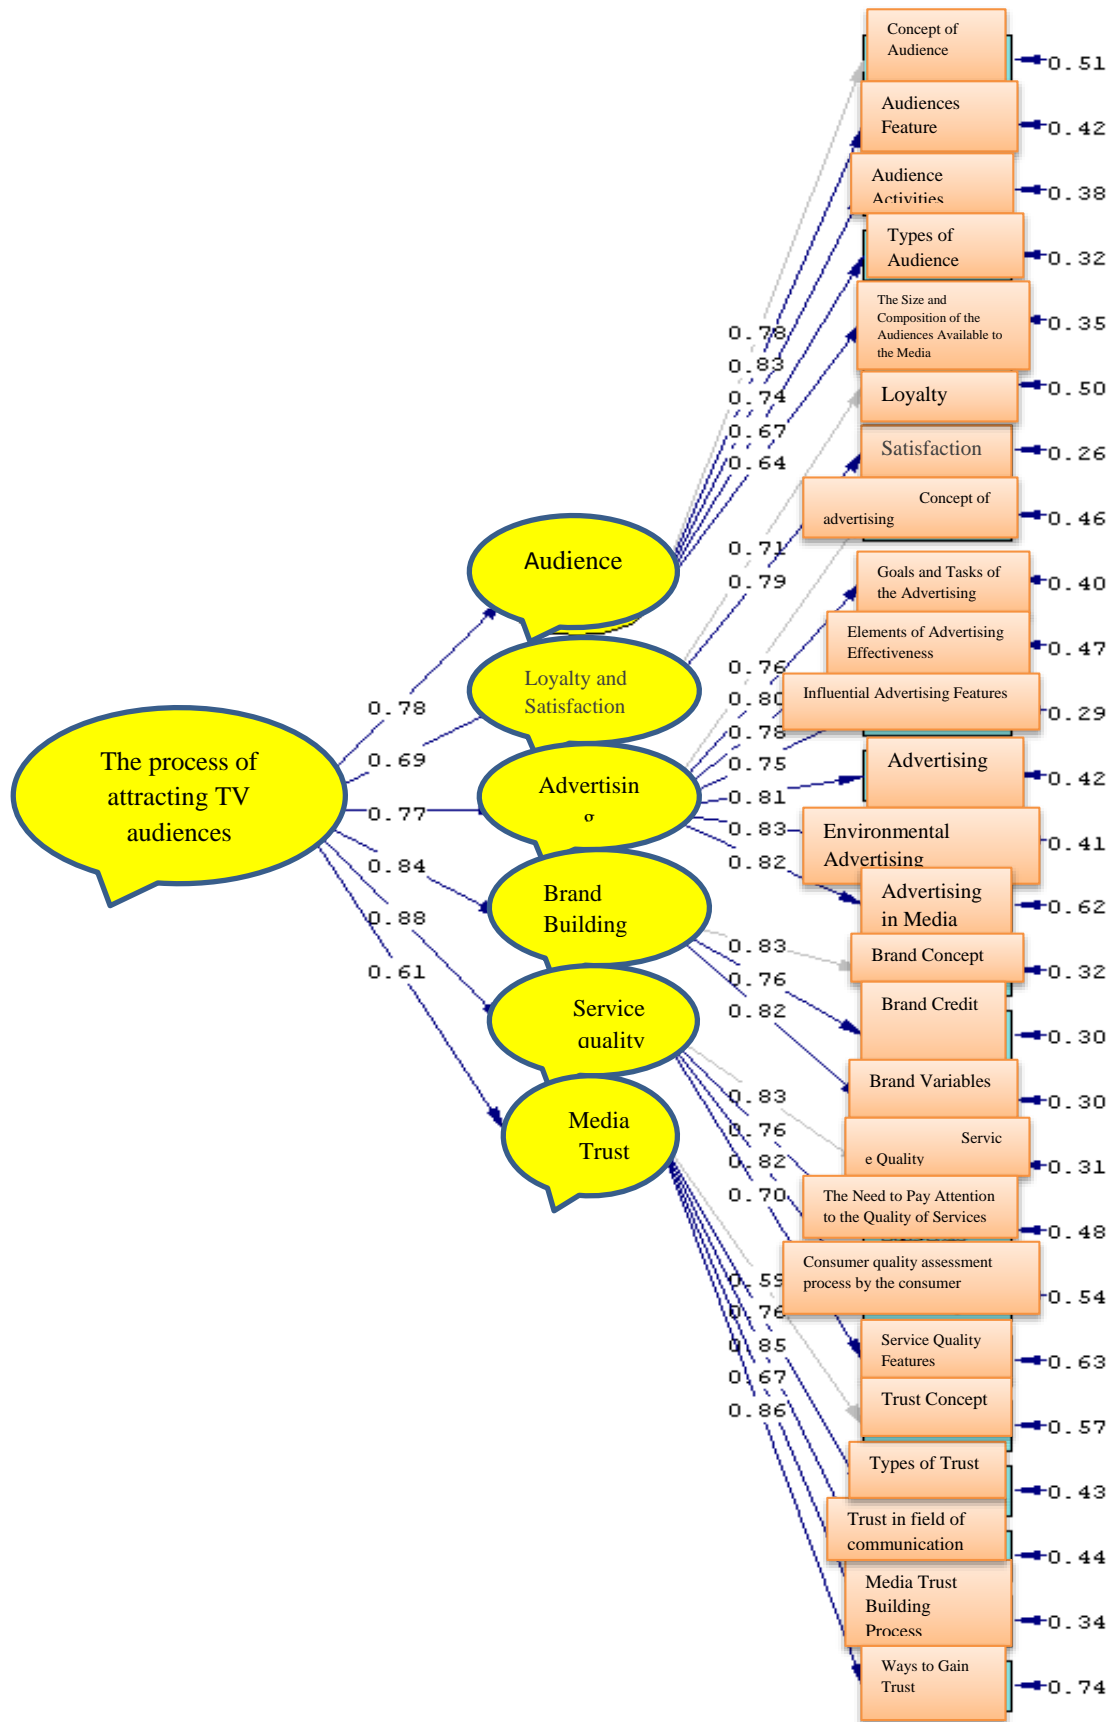 The process of
attracting TV
audiences
0.78
0.69
0.77
0.84
0.88
0.61
Audience
Loyalty and
Satisfaction
Advertisin
g
Brand
Building
Service
quality
Media
Trust
0.78
0.83
0.74
0.67
0.64
0.71
0.79
0.76
0.80
0.78
0.75
0.81
0.83
0.82
0.83
0.76
0.82
0.83
0.76
0.82
0.70
0.59
0.76
0.85
0.67
0.86
Concept of
Audience
0.51
Audiences
Feature
0.42
Audience
Activities
0.38
Types of
Audience
0.32
The Size and
Composition of the
Audiences Available to
the Media
0.35
Loyalty
0.50
Satisfaction
0.26
Concept of
advertising
0.46
Goals and Tasks of
the Advertising
0.40
Elements of Advertising
Effectiveness
0.47
Influential Advertising Features
0.29
Advertising
0.42
Environmental
Advertising
0.41
Advertising
in Media
0.62
Brand Concept
0.32
Brand Credit
0.30
Brand Variables
0.30
Servic
e Quality
0.31
The Need to Pay Attention
to the Quality of Services
0.48
Consumer quality assessment
process by the consumer
0.54
Service Quality
Features
0.63
Trust Concept
0.57
Types of Trust
0.43
Trust in field of
communication
0.44
Media Trust
Building
Process
0.34
Ways to Gain
Trust
0.74